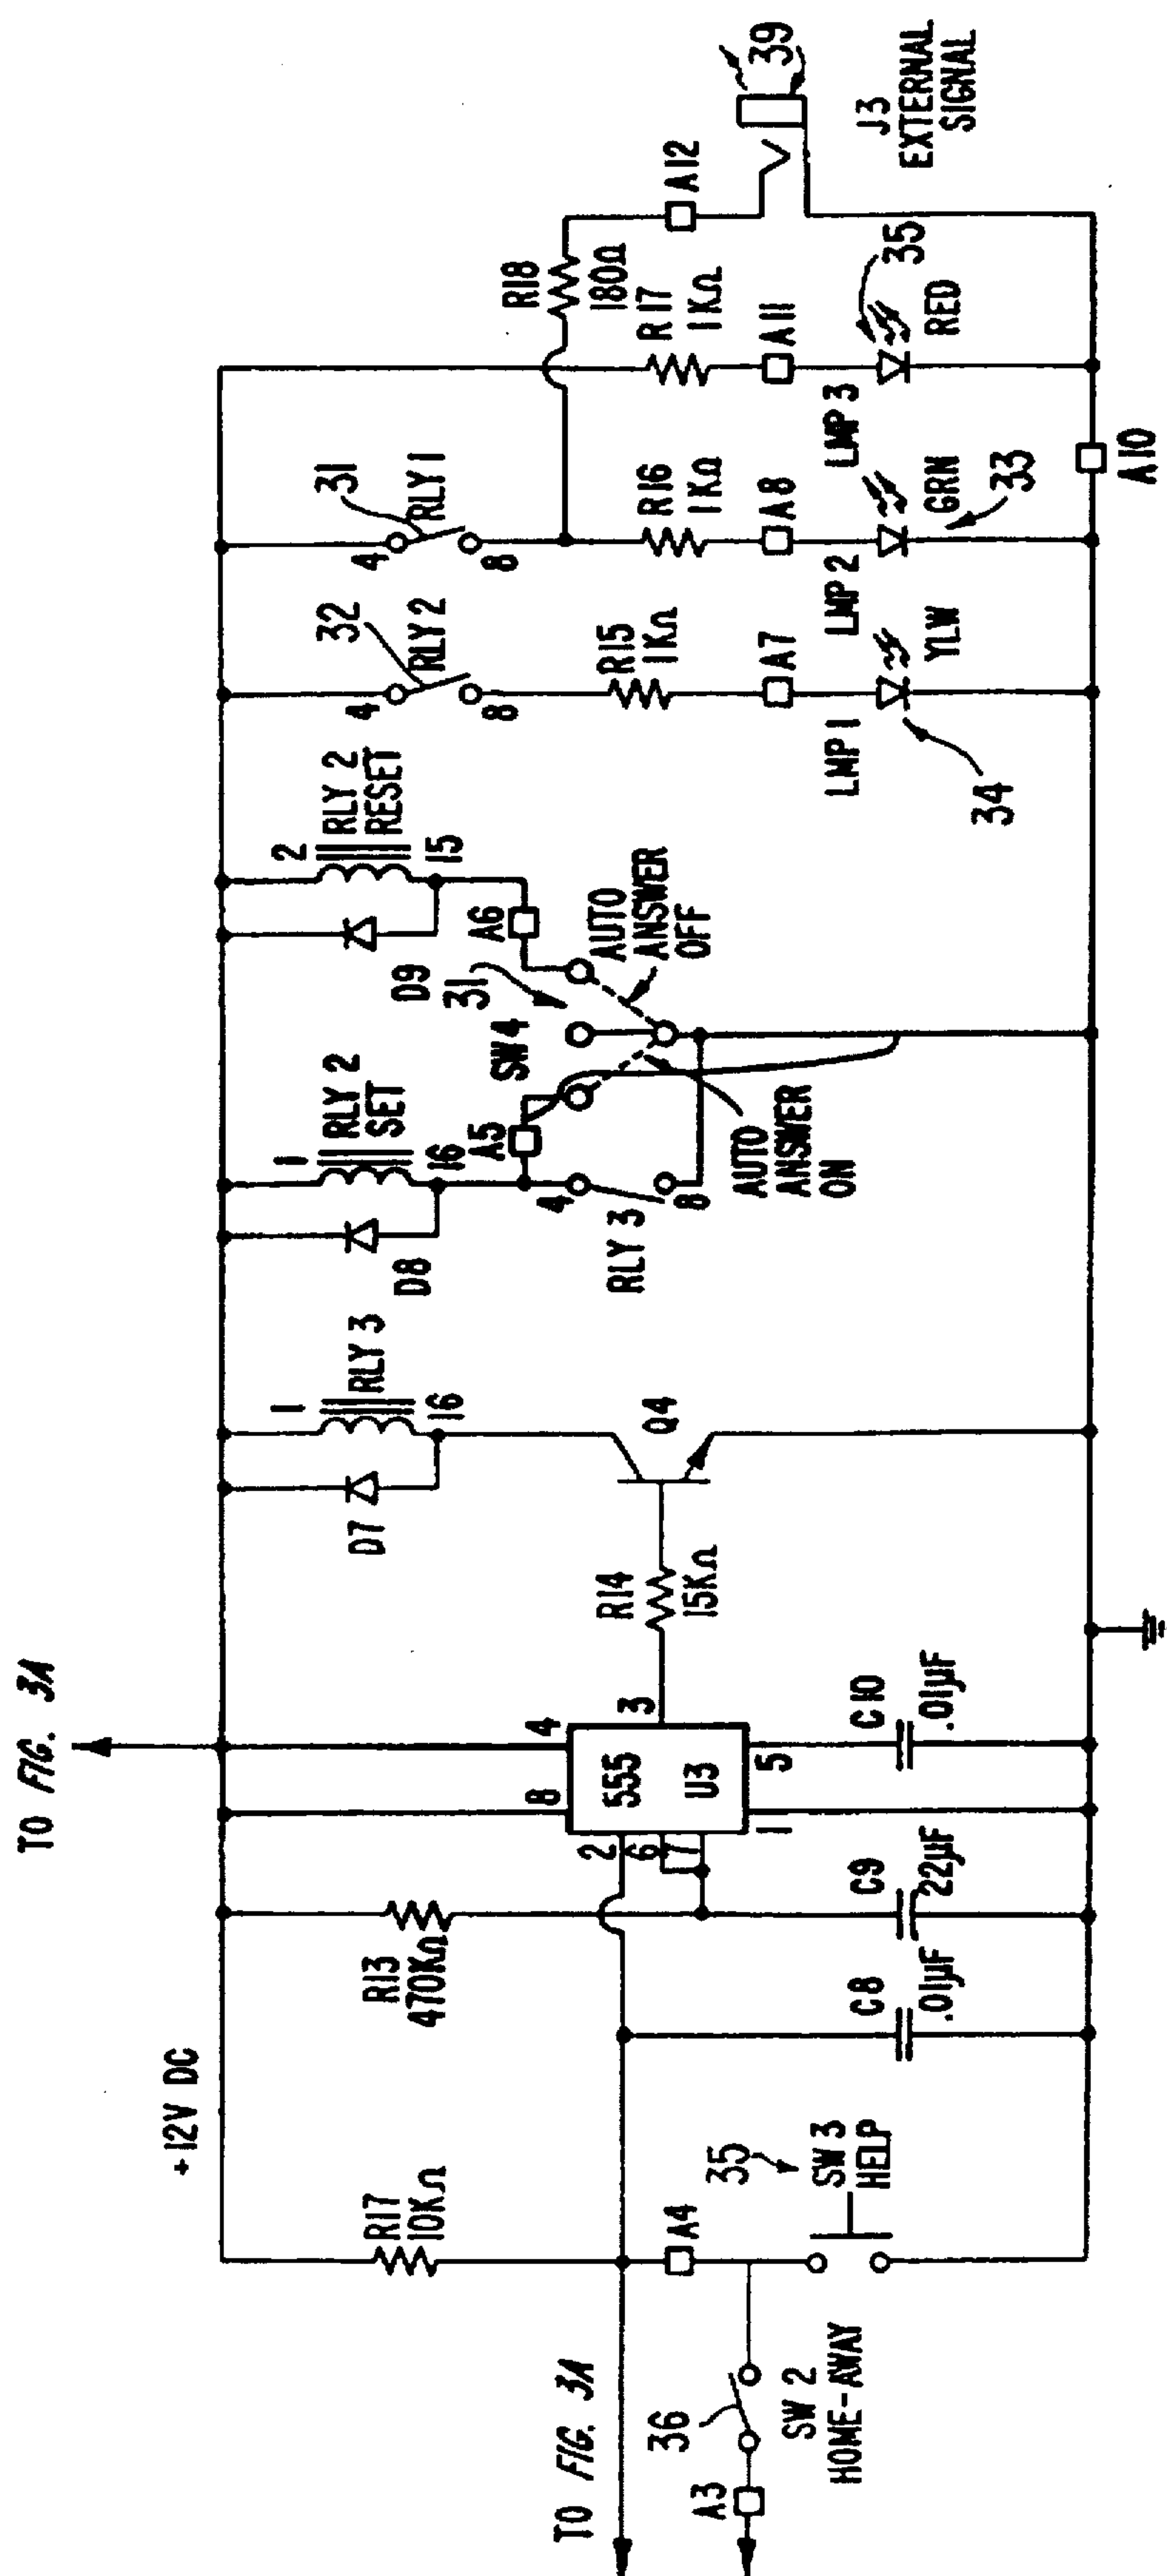 TO FIG. 3A
+12V DC
R17
10KΩ
R13
470KΩ
D7
1
RLY 3
16
D8
1
RLY 2
SET
16
D9
2
RLY 2
RESET
15
4
32
RLY 2
8
4
31
RLY 1
8
R18
180Ω
A12
39
J3
EXTERNAL
SIGNAL
TO FIG. 3A
A3
36
SW 2
HOME-AWAY
A4
35
SW 3
HELP
C8
.01µF
C9
22µF
8
4
2
6
7
555
U3
3
1
5
C10
.01µF
R14
15KΩ
Q4
4
RLY 3
8
A5
SW4
31
A6
AUTO
ANSWER
OFF
AUTO
ANSWER
ON
R15
1KΩ
A7
LMP 1
YLW
34
R16
1KΩ
A8
LMP 2
GRN
33
R17
1KΩ
A11
LMP 3
RED
35
A10